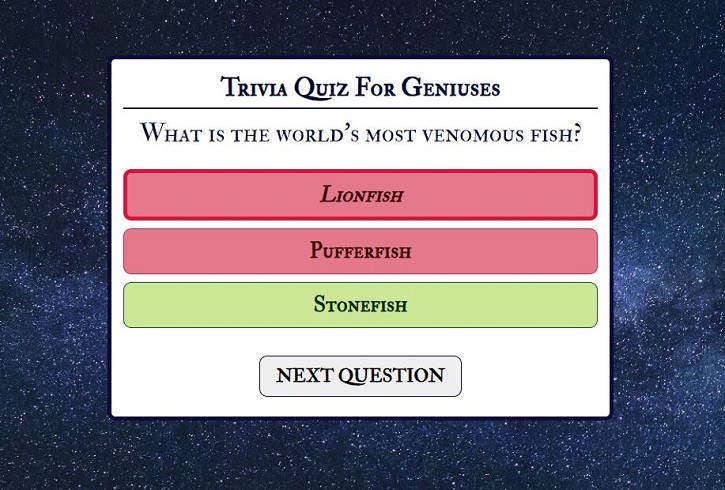 Trivia Quiz For Geniuses
What is the world's most venomous fish?
Lionfish
Pufferfish
Stonefish
NEXT QUESTION